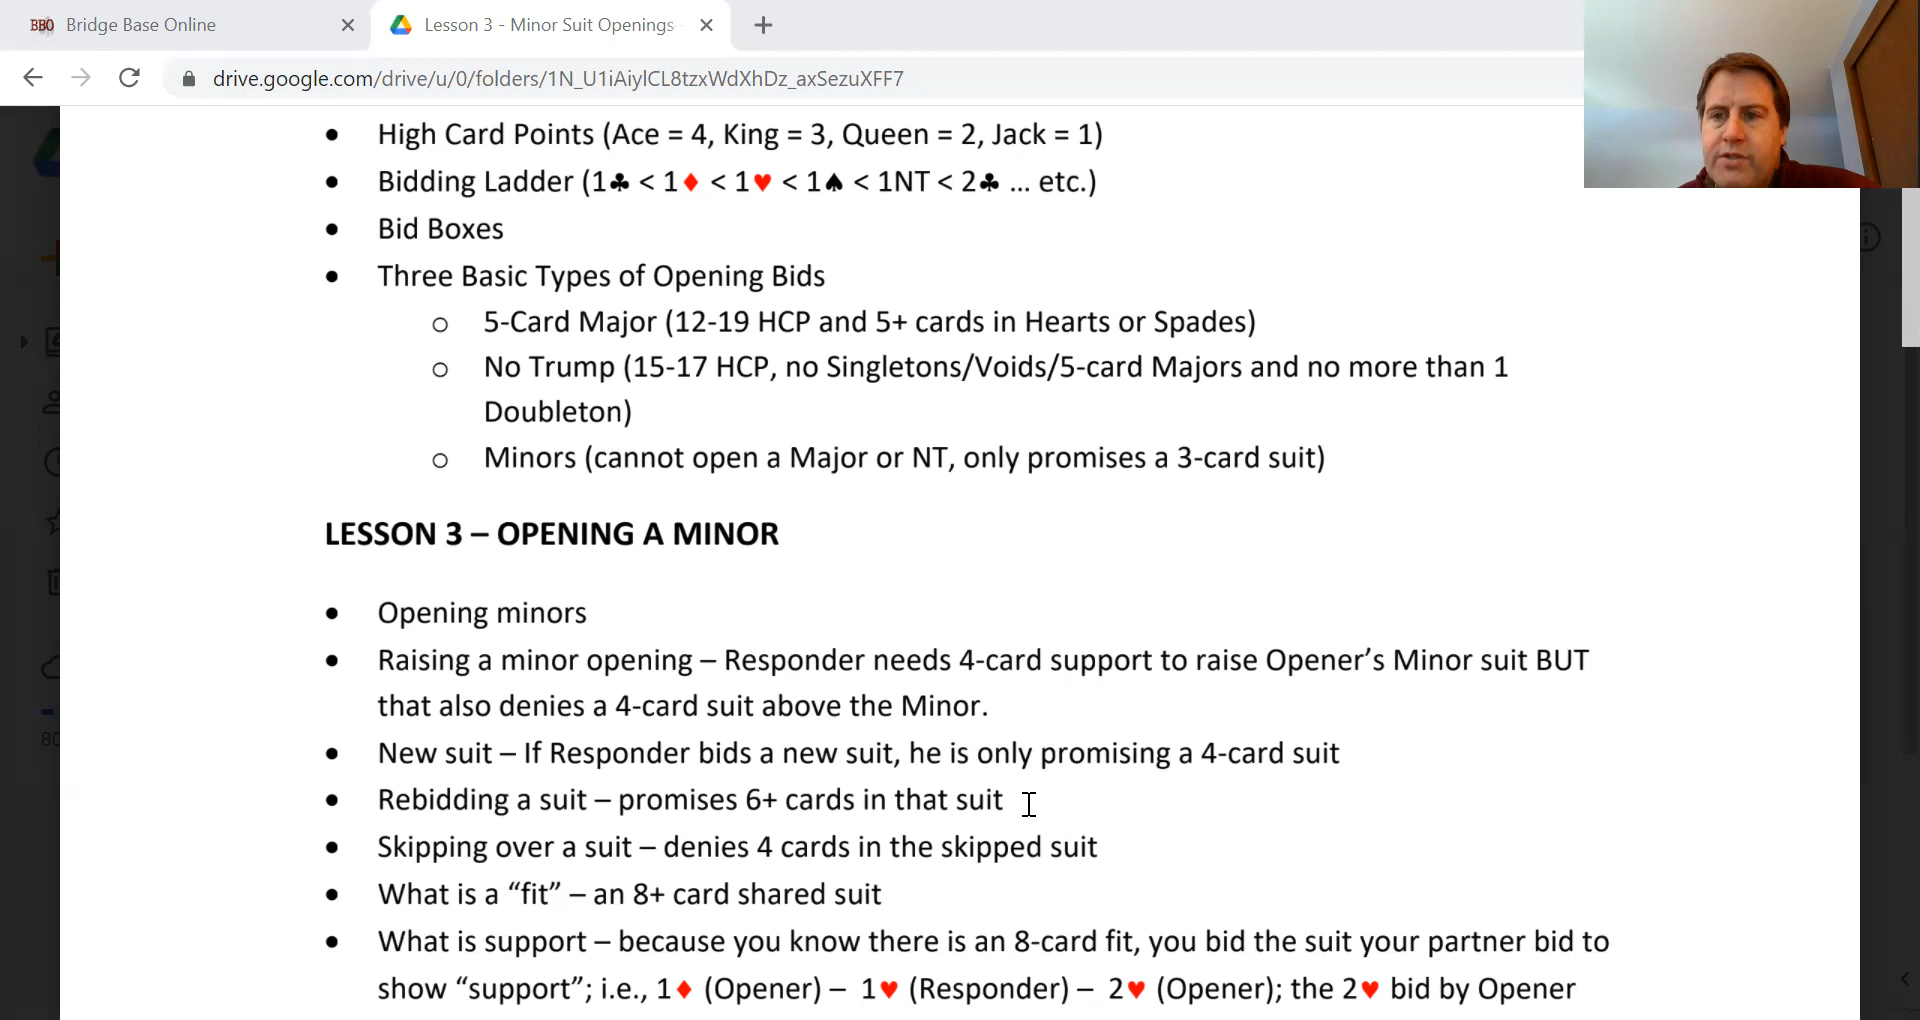 BBO Bridge Base Online
Lesson 3 - Minor Suit Openings
drive.google.com/drive/u/0/folders/1N_U1iAiylCL8tzxWdXhDz_axSezuXFF7
• High Card Points (Ace = 4, King = 3, Queen = 2, Jack = 1)
• Bidding Ladder (1♣ < 1♦ < 1♥ < 1♠ < 1NT < 2♣ … etc.)
• Bid Boxes
• Three Basic Types of Opening Bids
o 5-Card Major (12-19 HCP and 5+ cards in Hearts or Spades)
o No Trump (15-17 HCP, no Singletons/Voids/5-card Majors and no more than 1
Doubleton)
o Minors (cannot open a Major or NT, only promises a 3-card suit)
LESSON 3 – OPENING A MINOR
• Opening minors
• Raising a minor opening – Responder needs 4-card support to raise Opener’s Minor suit BUT
that also denies a 4-card suit above the Minor.
• New suit – If Responder bids a new suit, he is only promising a 4-card suit
• Rebidding a suit – promises 6+ cards in that suit
• Skipping over a suit – denies 4 cards in the skipped suit
• What is a “fit” – an 8+ card shared suit
• What is support – because you know there is an 8-card fit, you bid the suit your partner bid to
show “support”; i.e., 1♦ (Opener) – 1♥ (Responder) – 2♥ (Opener); the 2♥ bid by Opener